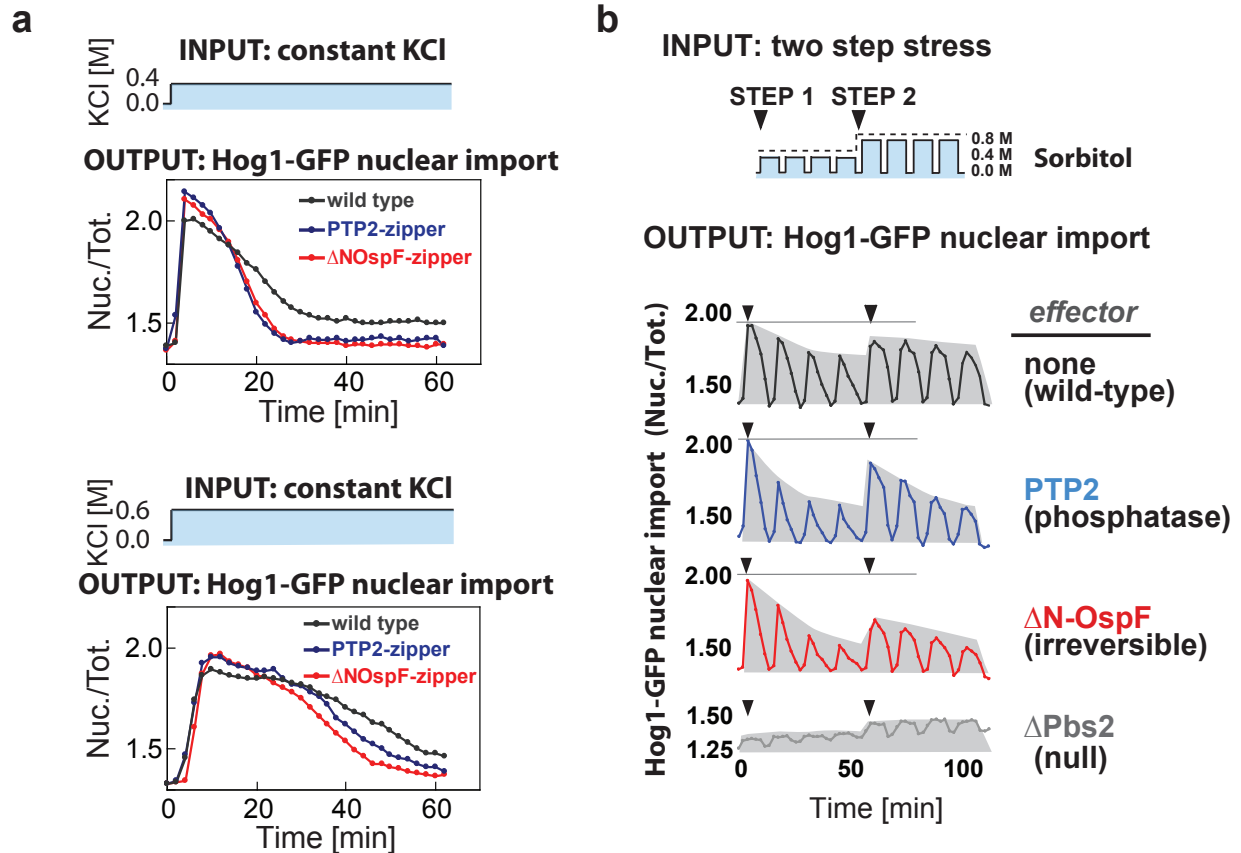 a
INPUT: constant KCl
KCl [M]
0.4
0.0
OUTPUT: Hog1-GFP nuclear import
Nuc./Tot.
2.0
1.5
wild type
PTP2-zipper
ΔNOspF-zipper
0 20 40 60
Time [min]
INPUT: constant KCl
KCl [M]
0.6
0.0
OUTPUT: Hog1-GFP nuclear import
Nuc./Tot.
2.0
1.5
wild type
PTP2-zipper
ΔNOspF-zipper
0 20 40 60
Time [min]
b
INPUT: two step stress
STEP 1 STEP 2
0.8 M
0.4 M
0.0 M
Sorbitol
OUTPUT: Hog1-GFP nuclear import
Hog1-GFP nuclear import (Nuc./Tot.)
effector
2.00
1.50
none
(wild-type)
2.00
1.50
PTP2
(phosphatase)
2.00
1.50
ΔN-OspF
(irreversible)
1.50
1.25
ΔPbs2
(null)
0 50 100
Time [min]